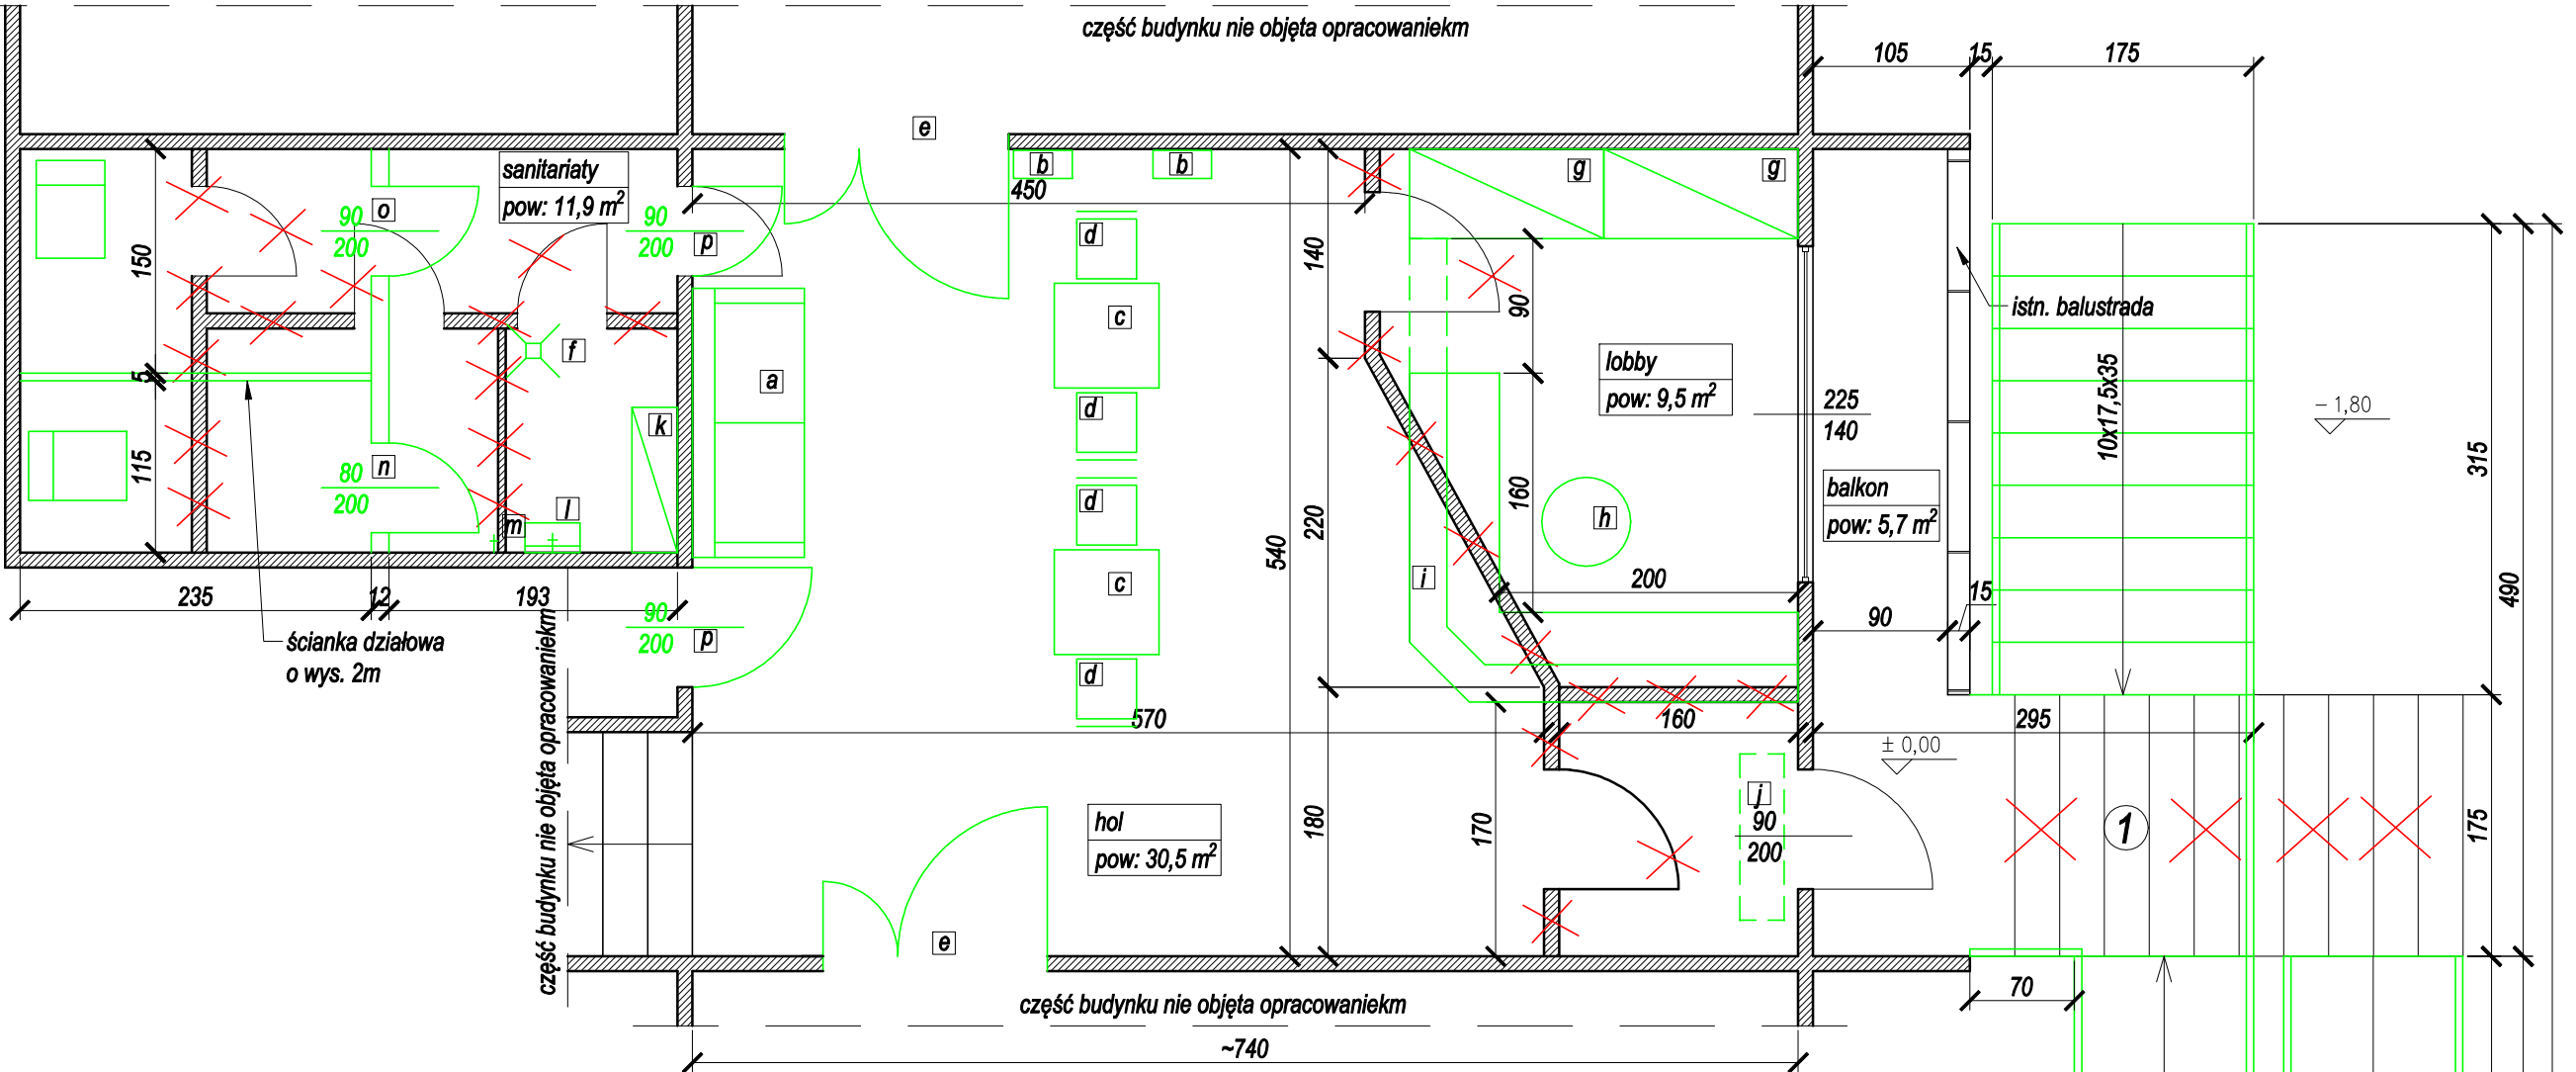 część budynku nie objęta opracowaniekm
105
15
175
e
sanitariaty
pow: 11,9 m²
b
b
g
g
450
o
90
200
90
200
p
d
150
140
90
istn. balustrada
c
f
lobby
pow: 9,5 m²
10x17,5x35
a
5
d
k
225
140
- 1,80
115
n
80
200
l
m
d
160
220
h
balkon
pow: 5,7 m²
315
540
i
200
c
235
12
193
90
200
p
15
90
490
ścianka działowa
o wys. 2m
d
570
160
295
± 0,00
część budynku nie objęta opracowaniekm
hol
pow: 30,5 m²
180
170
j
90
200
1
175
e
70
część budynku nie objęta opracowaniekm
~740